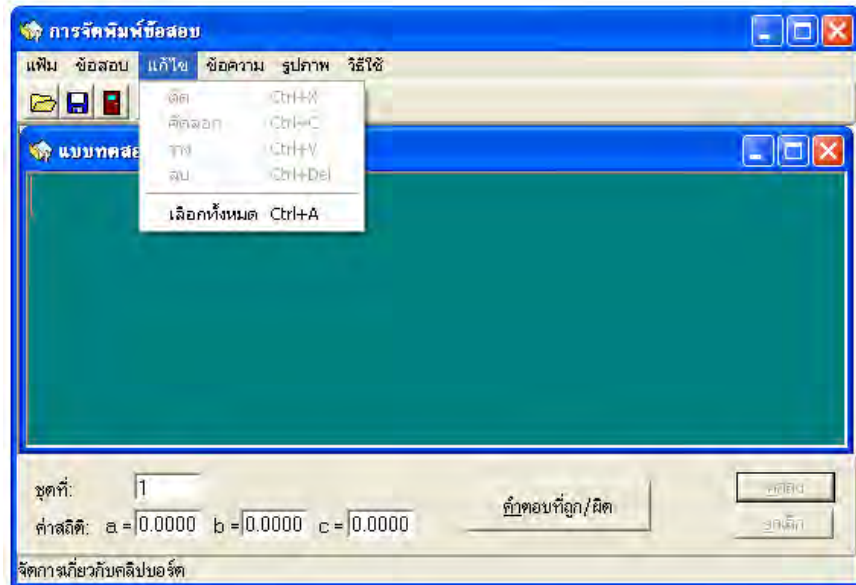 การจัดพิมพ์ข้อสอบ
แฟ้ม ข้อสอบ แก้ไข ข้อความ รูปภาพ วิธีใช้
ตัด Ctrl+X
คัดลอก Ctrl+C
วาง Ctrl+V
ลบ Ctrl+Del
เลือกทั้งหมด Ctrl+A
แบบทดสอ
ชุดที่: 1
ค่าสถิติ: a = 0.0000 b = 0.0000 c = 0.0000
คำตอบที่ถูก/ผิด
ตกลง
ยกเลิก
จัดการเกี่ยวกับคลิปบอร์ด